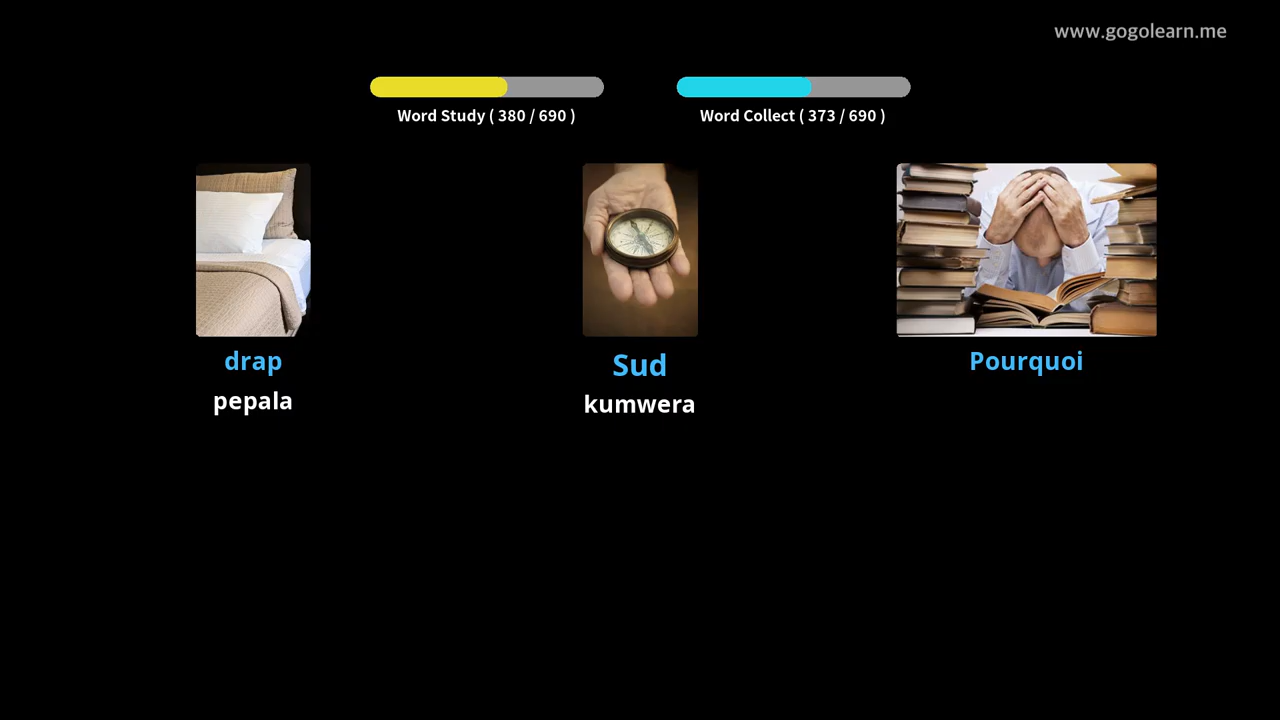 www.gogolearn.me
Word Study ( 380 / 690 )
Word Collect ( 373 / 690 )
drap
Sud
Pourquoi
pepala
kumwera